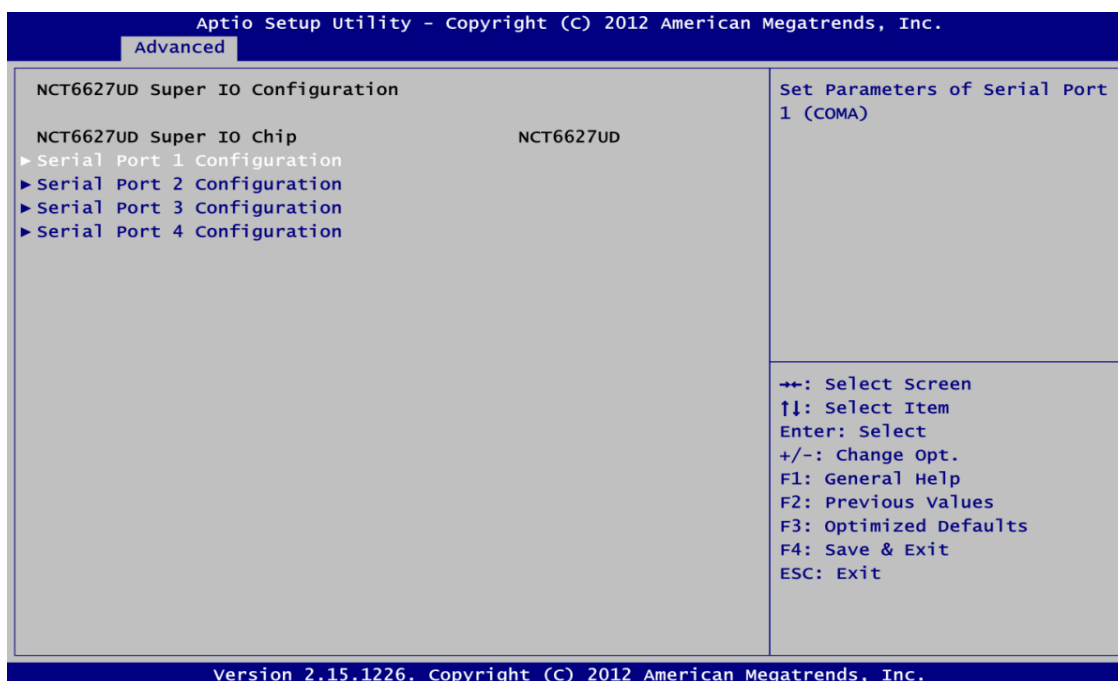 Aptio Setup Utility - Copyright (C) 2012 American Megatrends, Inc.
Advanced
NCT6627UD Super IO Configuration
NCT6627UD Super IO Chip NCT6627UD
►Serial Port 1 Configuration
►Serial Port 2 Configuration
►Serial Port 3 Configuration
►Serial Port 4 Configuration
Set Parameters of Serial Port
1 (COMA)
→←: Select Screen
↑↓: Select Item
Enter: Select
+/-: Change Opt.
F1: General Help
F2: Previous Values
F3: Optimized Defaults
F4: Save & Exit
ESC: Exit
Version 2.15.1226. Copyright (C) 2012 American Megatrends, Inc.